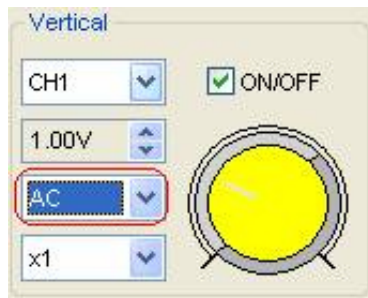 Vertical
CH1
ON/OFF
1.00V
AC
x1